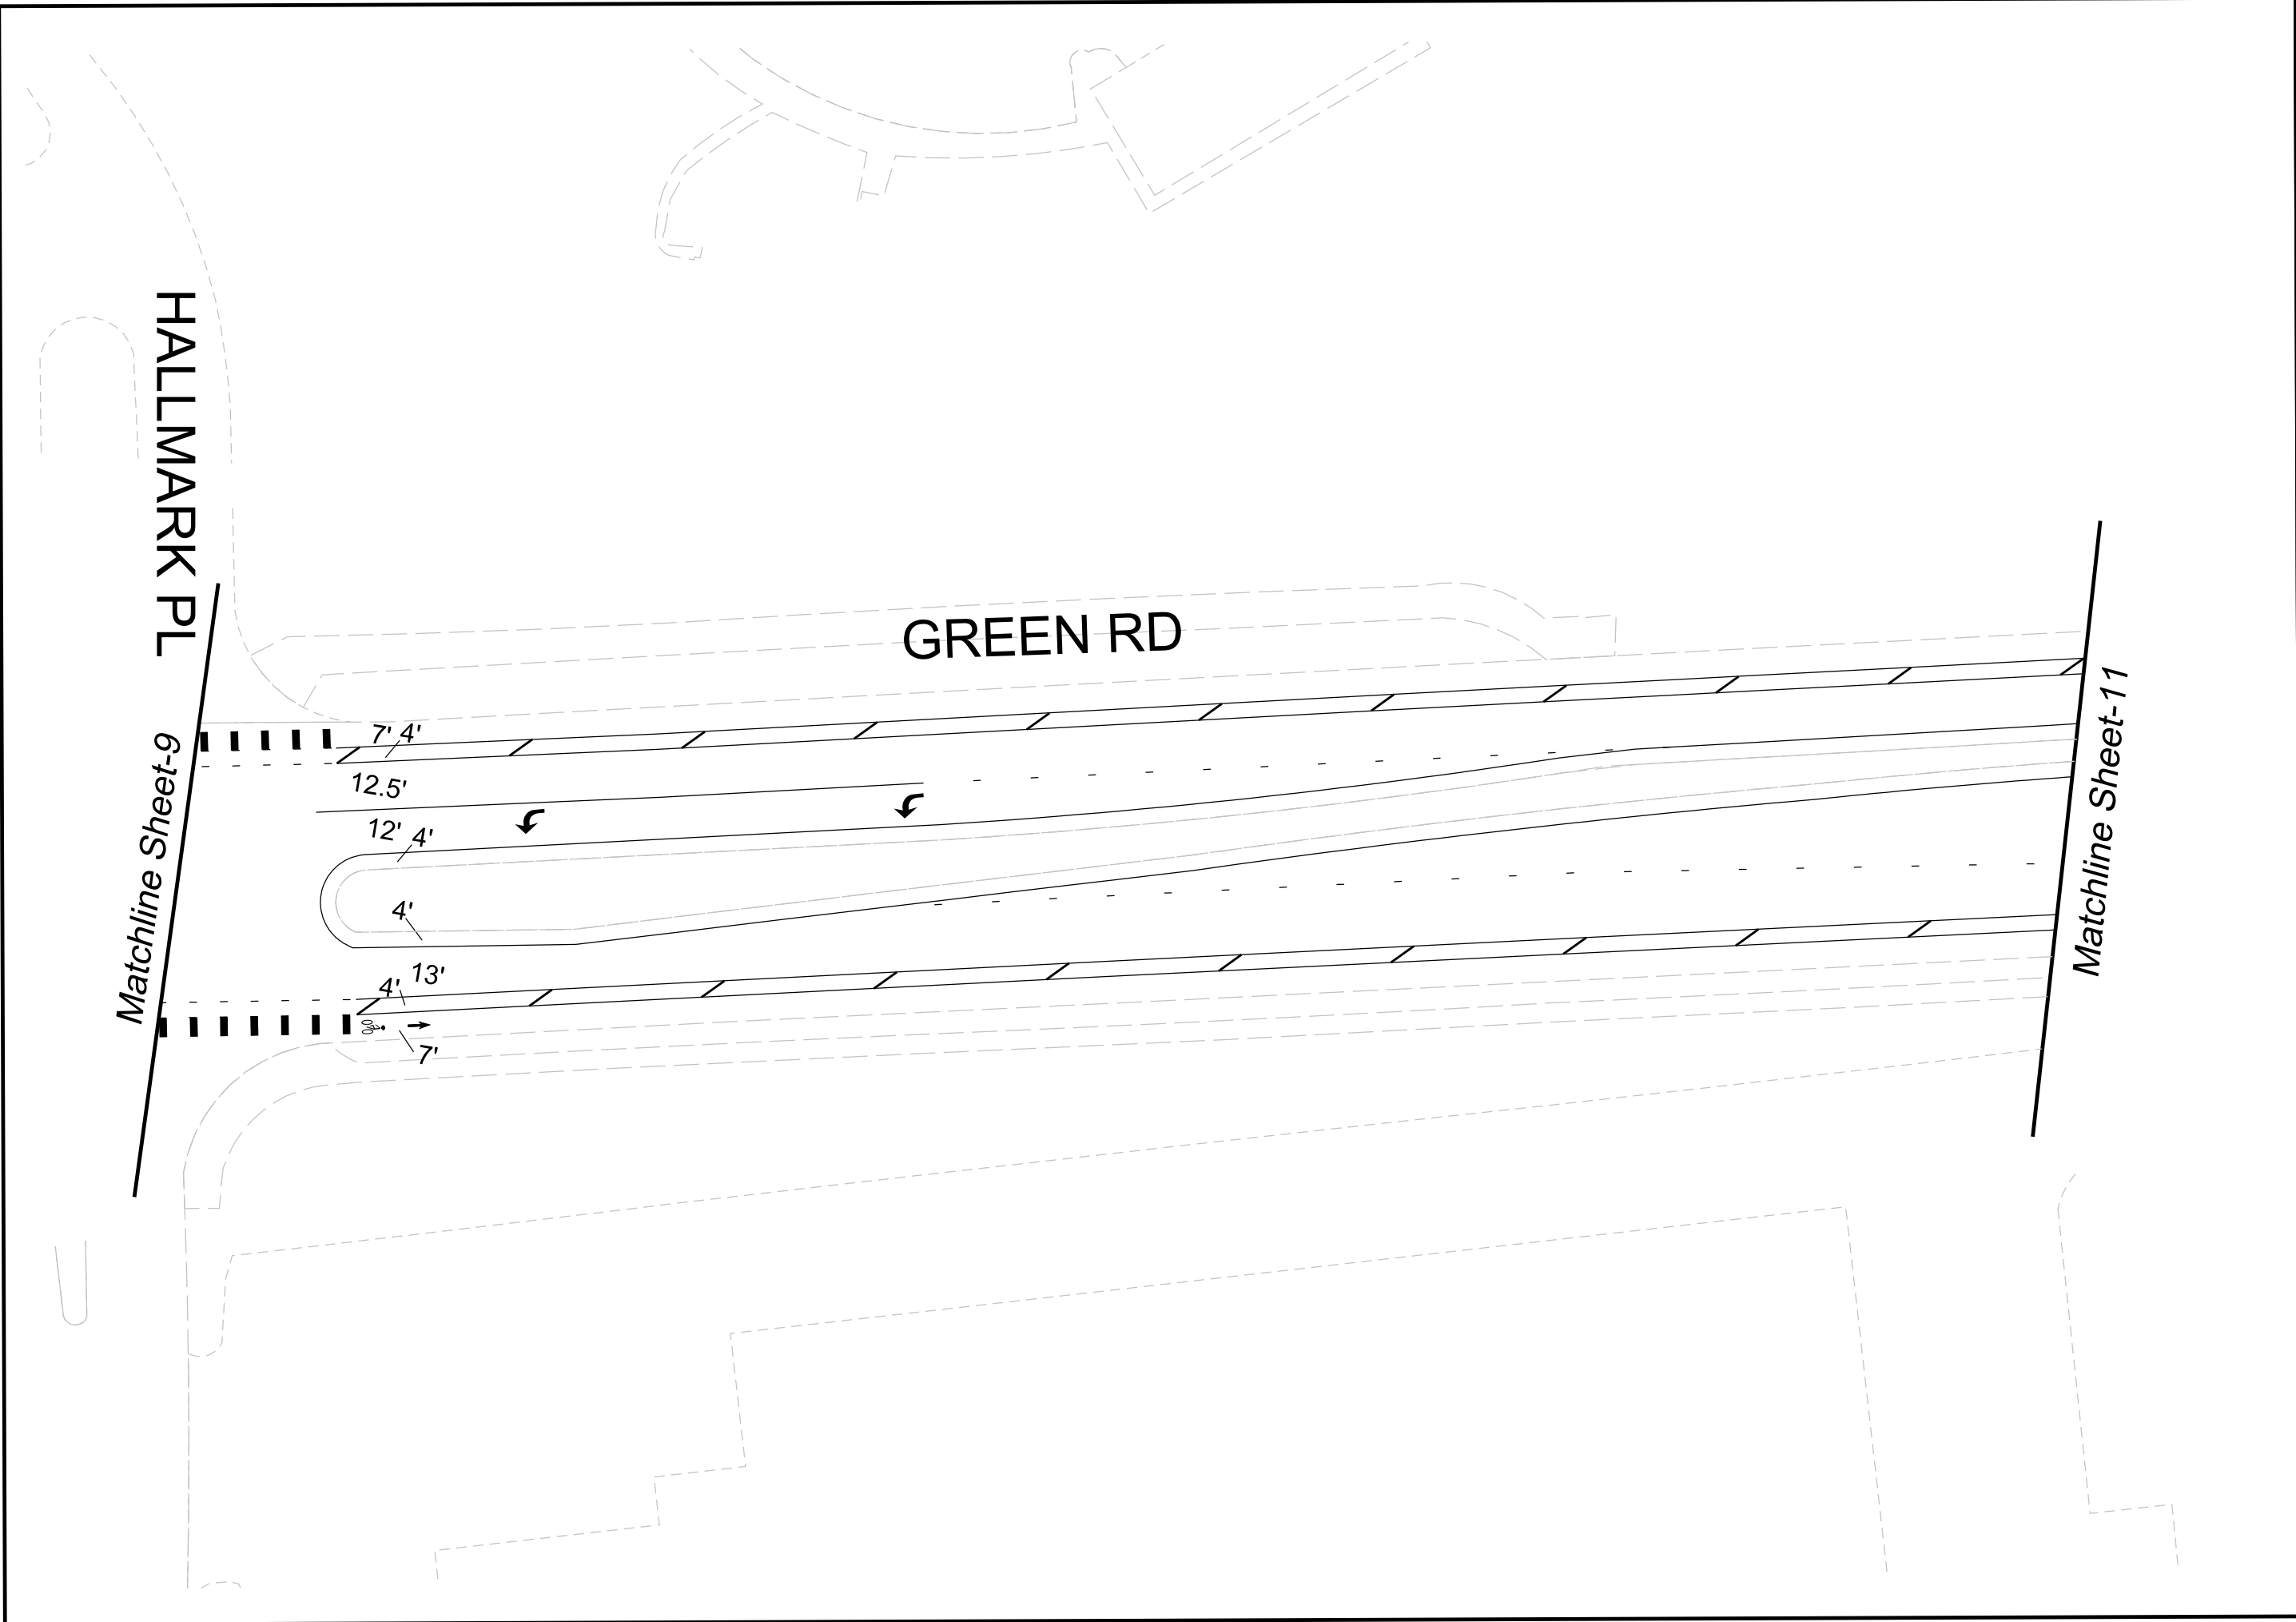 HALLMARK PL
GREEN RD
Matchline Sheet-9
Matchline Sheet-11
7' 4'
12.5'
12' 4'
4'
4' 13'
7'